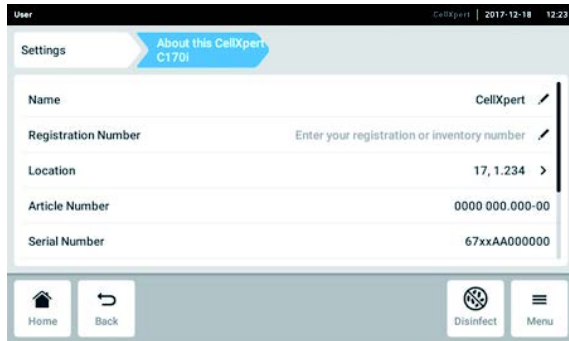 User CellXpert 2017-12-18 12:23
Settings
About this CellXpert
C170i
Name CellXpert
Registration Number Enter your registration or inventory number
Location 17, 1.234 >
Article Number 0000 000.000-00
Serial Number 67xxAA000000
Home Back Disinfect Menu